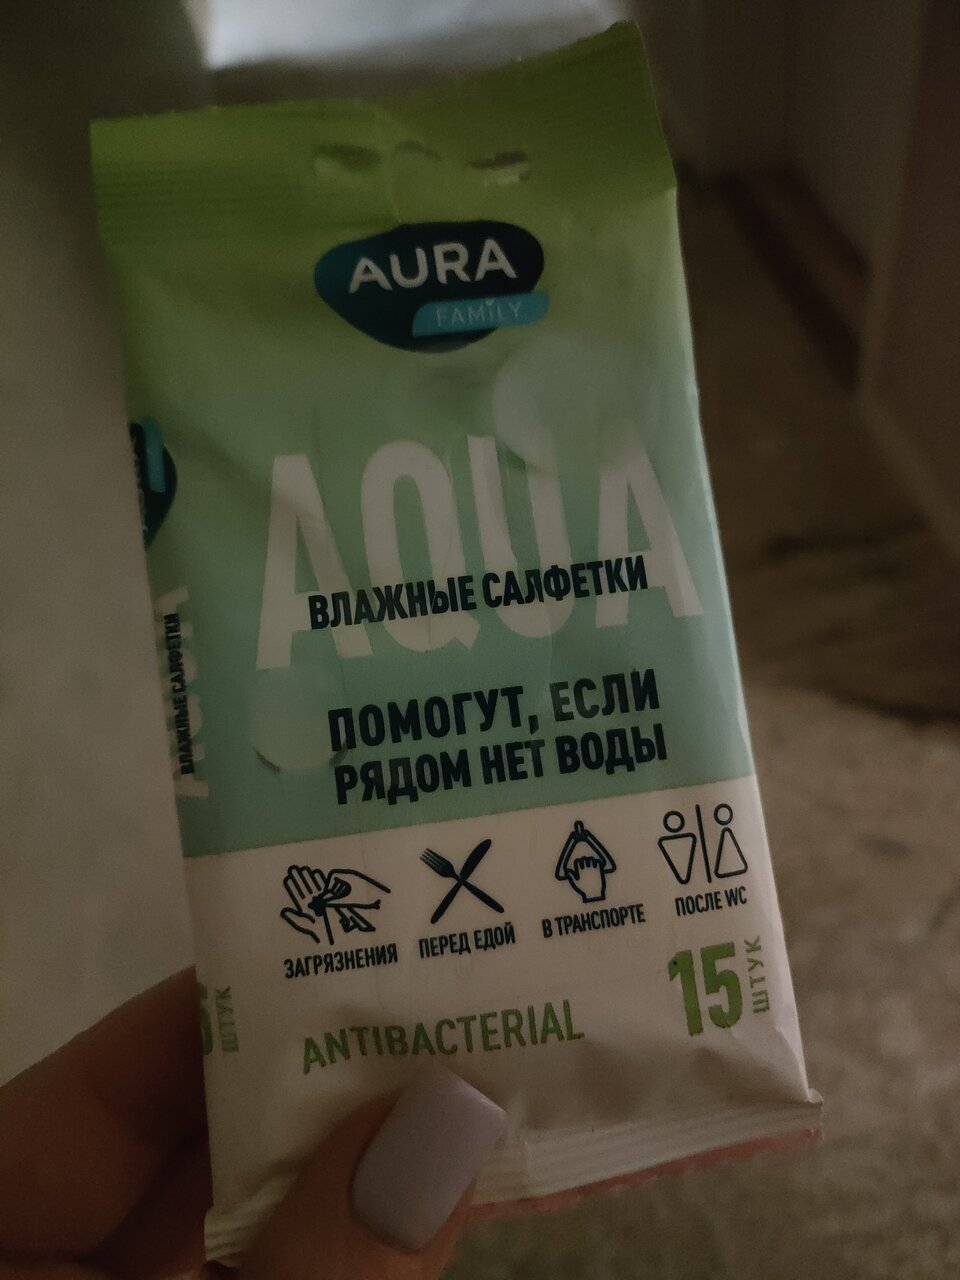 AURA
FAMILY
AQUA
ВЛАЖНЫЕ САЛФЕТКИ
ПОМОГУТ, ЕСЛИ
РЯДОМ НЕТ ВОДЫ
ЗАГРЯЗНЕНИЯ
ПЕРЕД ЕДОЙ
В ТРАНСПОРТЕ
ПОСЛЕ WC
15
ШТУК
ANTIBACTERIAL
ВЛАЖНЫЕ САЛФЕТКИ
ШТУК